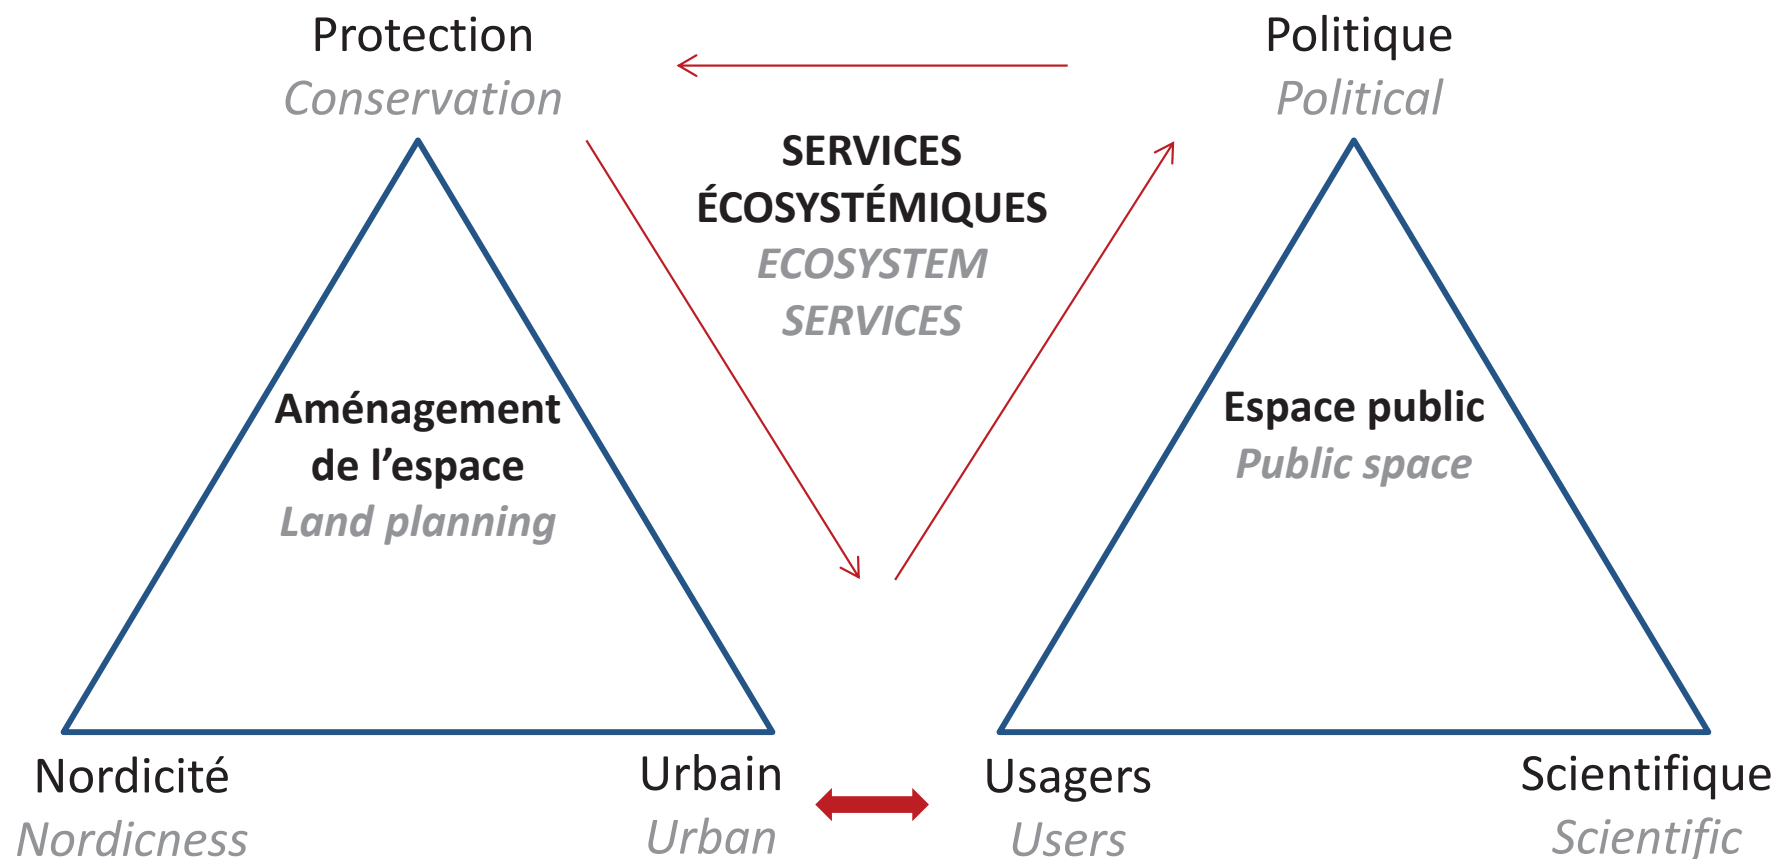 Protection
Conservation
Politique
Political
SERVICES
ÉCOSYSTÉMIQUES
ECOSYSTEM
SERVICES
Aménagement
de l’espace
Land planning
Espace public
Public space
Nordicité
Nordicness
Urbain
Urban
Usagers
Users
Scientifique
Scientific